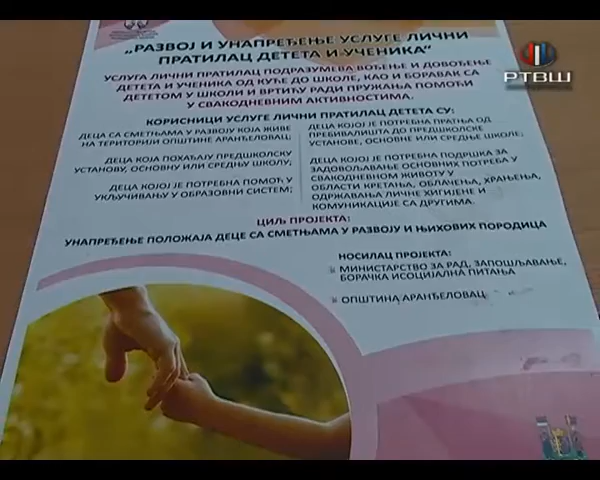 РТВШ
„РАЗВОЈ И УНАПРЕЂЕЊЕ УСЛУГЕ ЛИЧНИ
ПРАТИЛАЦ ДЕТЕТА И УЧЕНИКА“
УСЛУГА ЛИЧНИ ПРАТИЛАЦ ПОДРАЗУМЕВА ВОЂЕЊЕ И ДОВОЂЕЊЕ
ДЕТЕТА И УЧЕНИКА ОД КУЋЕ ДО ШКОЛЕ, КАО И БОРАВАК СА
ДЕТЕТОМ У ШКОЛИ И ВРТИЋУ РАДИ ПРУЖАЊА ПОМОЋИ
У СВАКОДНЕВНИМ АКТИВНОСТИМА.
КОРИСНИЦИ УСЛУГЕ ЛИЧНИ ПРАТИЛАЦ ДЕТЕТА СУ:
ДЕЦА СА СМЕТЊАМА У РАЗВОЈУ КОЈА ЖИВЕ
НА ТЕРИТОРИЈИ ОПШТИНЕ АРАНЂЕЛОВАЦ;
ДЕЦА КОЈА ПОХАЂАЈУ ПРЕДШКОЛСКУ
УСТАНОВУ, ОСНОВНУ ИЛИ СРЕДЊУ ШКОЛУ;
ДЕЦА КОЈОЈ ЈЕ ПОТРЕБНА ПОМОЋ У
УКЉУЧИВАЊУ У ОБРАЗОВНИ СИСТЕМ;
ДЕЦА КОЈОЈ ЈЕ ПОТРЕБНА ПРАТЊА ОД
ПРЕБИВАЛИШТА ДО ПРЕДШКОЛСКЕ
УСТАНОВЕ, ОСНОВНЕ ИЛИ СРЕДЊЕ ШКОЛЕ;
ДЕЦА КОЈОЈ ЈЕ ПОТРЕБНА ПОДРШКА ЗА
ЗАДОВОЉАВАЊЕ ОСНОВНИХ ПОТРЕБА У
СВАКОДНЕВНОМ ЖИВОТУ У
ОБЛАСТИ КРЕТАЊА, ОБЛАЧЕЊА, ХРАЊЕЊА,
ОДРЖАВАЊА ЛИЧНЕ ХИГИЈЕНЕ И
КОМУНИКАЦИЈЕ СА ДРУГИМА.
ЦИЉ ПРОЈЕКТА:
УНАПРЕЂЕЊЕ ПОЛОЖАЈА ДЕЦЕ СА СМЕТЊАМА У РАЗВОЈУ И ЊИХОВИХ ПОРОДИЦА
НОСИЛАЦ ПРОЈЕКТА:
МИНИСТАРСТВО ЗА РАД, ЗАПОШЉАВАЊЕ,
БОРАЧКА ИСОЦИЈАЛНА ПИТАЊА
ОПШТИНА АРАНЂЕЛОВАЦ